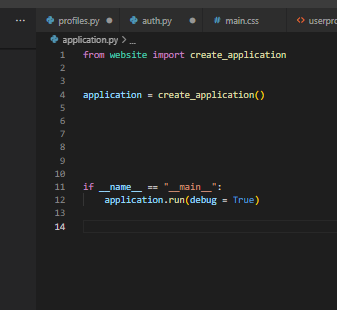 ... profiles.py auth.py # main.css <> userpro
application.py > ...
1 from website import create_application
2
3
4 application = create_application()
5
6
7
8
9
10
11 if __name__ == "__main__":
12 application.run(debug = True)
13
14